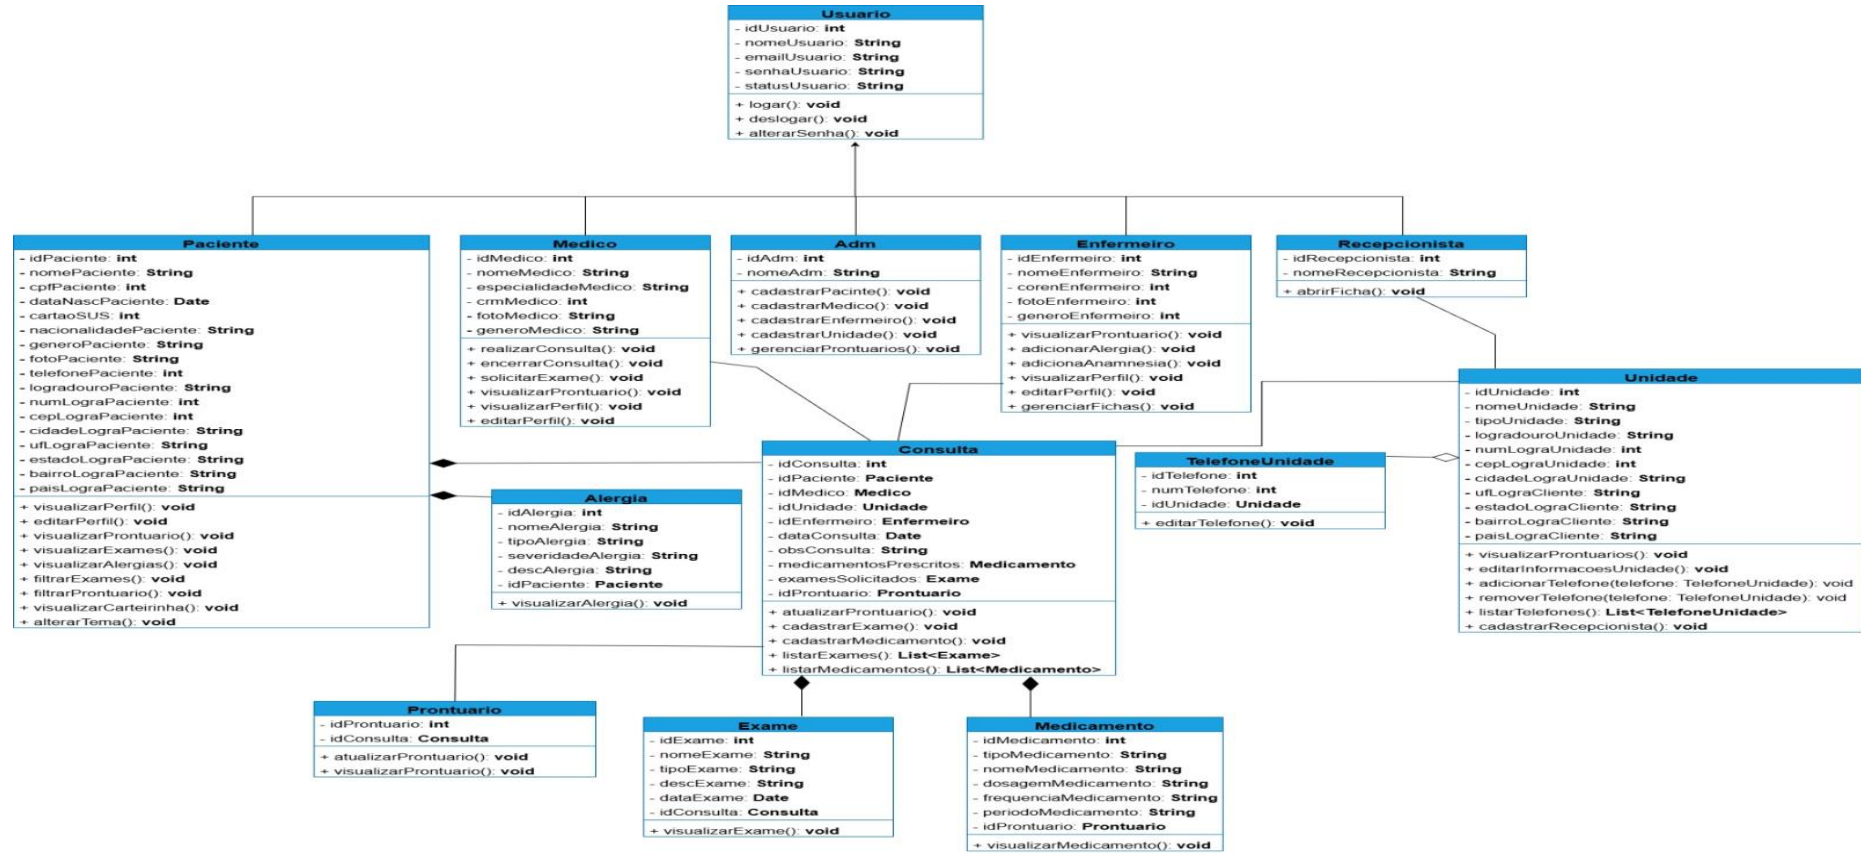 Usuario
- idUsuario: int
- nomeUsuario: String
- emailUsuario: String
- senhaUsuario: String
- statusUsuario: String
+ logar(): void
+ deslogar(): void
+ alterarSenha(): void
Paciente
- idPaciente: int
- nomePaciente: String
- cpfPaciente: int
- dataNascPaciente: Date
- cartaoSUS: int
- nacionalidadePaciente: String
- generoPaciente: String
- fotoPaciente: String
- telefonePaciente: int
- logradouroPaciente: String
- numLograPaciente: int
- cepLograPaciente: int
- cidadeLograPaciente: String
- ufLograPaciente: String
- estadoLograPaciente: String
- bairroLograPaciente: String
- paisLograPaciente: String
+ visualizarPerfil(): void
+ editarPerfil(): void
+ visualizarProntuario(): void
+ visualizarExames(): void
+ visualizarAlergias(): void
+ filtrarExames(): void
+ filtrarProntuario(): void
+ visualizarCarteirinha(): void
+ alterarTema(): void
Medico
- idMedico: int
- nomeMedico: String
- especialidadeMedico: String
- crmMedico: int
- fotoMedico: String
- generoMedico: String
+ realizarConsulta(): void
+ encerrarConsulta(): void
+ solicitarExame(): void
+ visualizarProntuario(): void
+ visualizarPerfil(): void
+ editarPerfil(): void
Adm
- idAdm: int
- nomeAdm: String
+ cadastrarPacinte(): void
+ cadastrarMedico(): void
+ cadastrarEnfermeiro(): void
+ cadastrarUnidade(): void
+ gerenciarProntuarios(): void
Enfermeiro
- idEnfermeiro: int
- nomeEnfermeiro: String
- corenEnfermeiro: int
- fotoEnfermeiro: int
- generoEnfermeiro: int
+ visualizarProntuario(): void
+ adicionarAlergia(): void
+ adicionaAnamnesia(): void
+ visualizarPerfil(): void
+ editarPerfil(): void
+ gerenciarFichas(): void
Recepcionista
- idRecepcionista: int
- nomeRecepcionista: String
+ abrirFicha(): void
Unidade
- idUnidade: int
- nomeUnidade: String
- tipoUnidade: String
- logradouroUnidade: String
- numLograUnidade: int
- cepLograUnidade: int
- cidadeLograUnidade: String
- ufLograCliente: String
- estadoLograCliente: String
- bairroLograCliente: String
- paisLograCliente: String
+ visualizarProntuarios(): void
+ editarInformacoesUnidade(): void
+ adicionarTelefone(telefone: TelefoneUnidade): void
+ removerTelefone(telefone: TelefoneUnidade): void
+ listarTelefones(): List<TelefoneUnidade>
+ cadastrarRecepcionista(): void
Consulta
- idConsulta: int
- idPaciente: Paciente
- idMedico: Medico
- idUnidade: Unidade
- idEnfermeiro: Enfermeiro
- dataConsulta: Date
- obsConsulta: String
- medicamentosPrescritos: Medicamento
- examesSolicitados: Exame
- idProntuario: Prontuario
+ atualizarProntuario(): void
+ cadastrarExame(): void
+ cadastrarMedicamento(): void
+ listarExames(): List<Exame>
+ listarMedicamentos(): List<Medicamento>
TelefoneUnidade
- idTelefone: int
- numTelefone: int
- idUnidade: Unidade
+ editarTelefone(): void
Alergia
- idAlergia: int
- nomeAlergia: String
- tipoAlergia: String
- severidadeAlergia: String
- descAlergia: String
- idPaciente: Paciente
+ visualizarAlergia(): void
Prontuario
- idProntuario: int
- idConsulta: Consulta
+ atualizarProntuario(): void
+ visualizarProntuario(): void
Exame
- idExame: int
- nomeExame: String
- tipoExame: String
- descExame: String
- dataExame: Date
- idConsulta: Consulta
+ visualizarExame(): void
Medicamento
- idMedicamento: int
- tipoMedicamento: String
- nomeMedicamento: String
- dosagemMedicamento: String
- frequenciaMedicamento: String
- periodoMedicamento: String
- idProntuario: Prontuario
+ visualizarMedicamento(): void